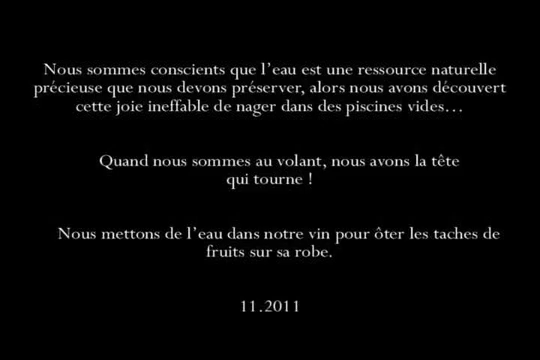 Nous sommes conscients que l'eau est une ressource naturelle
précieuse que nous devons préserver, alors nous avons découvert
cette joie ineffable de nager dans des piscines vides…
Quand nous sommes au volant, nous avons la tête
qui tourne !
Nous mettons de l'eau dans notre vin pour ôter les taches de
fruits sur sa robe.
11.2011